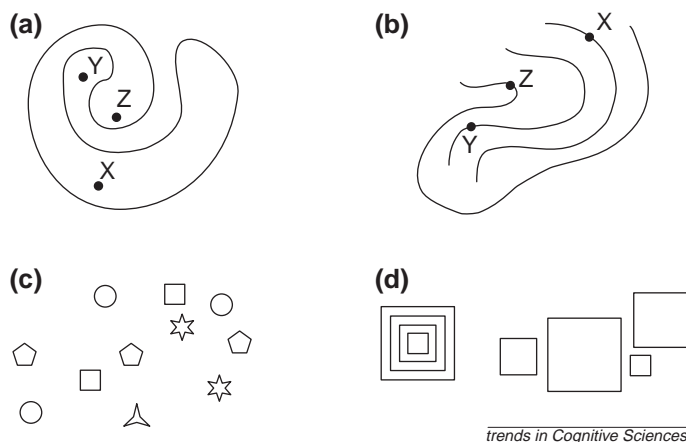 (a)
(b)
X
Y
Z
Z
X
Y
(c)
(d)
trends in Cognitive Sciences